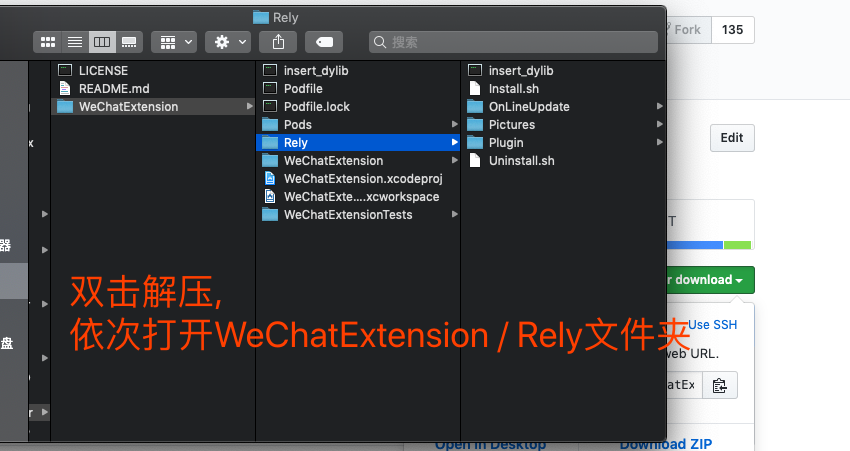 Rely
Fork
135
搜索
LICENSE
README.md
WeChatExtension
insert_dylib
Podfile
Podfile.lock
Pods
Rely
WeChatExtension
WeChatExtension.xcodeproj
WeChatExte....xcworkspace
WeChatExtensionTests
insert_dylib
Install.sh
OnLineUpdate
Pictures
Plugin
Uninstall.sh
Edit
器
盘
双击解压,
依次打开WeChatExtension / Rely文件夹
r download
Use SSH
web URL.
atEx
Open in Desktop
Download ZIP